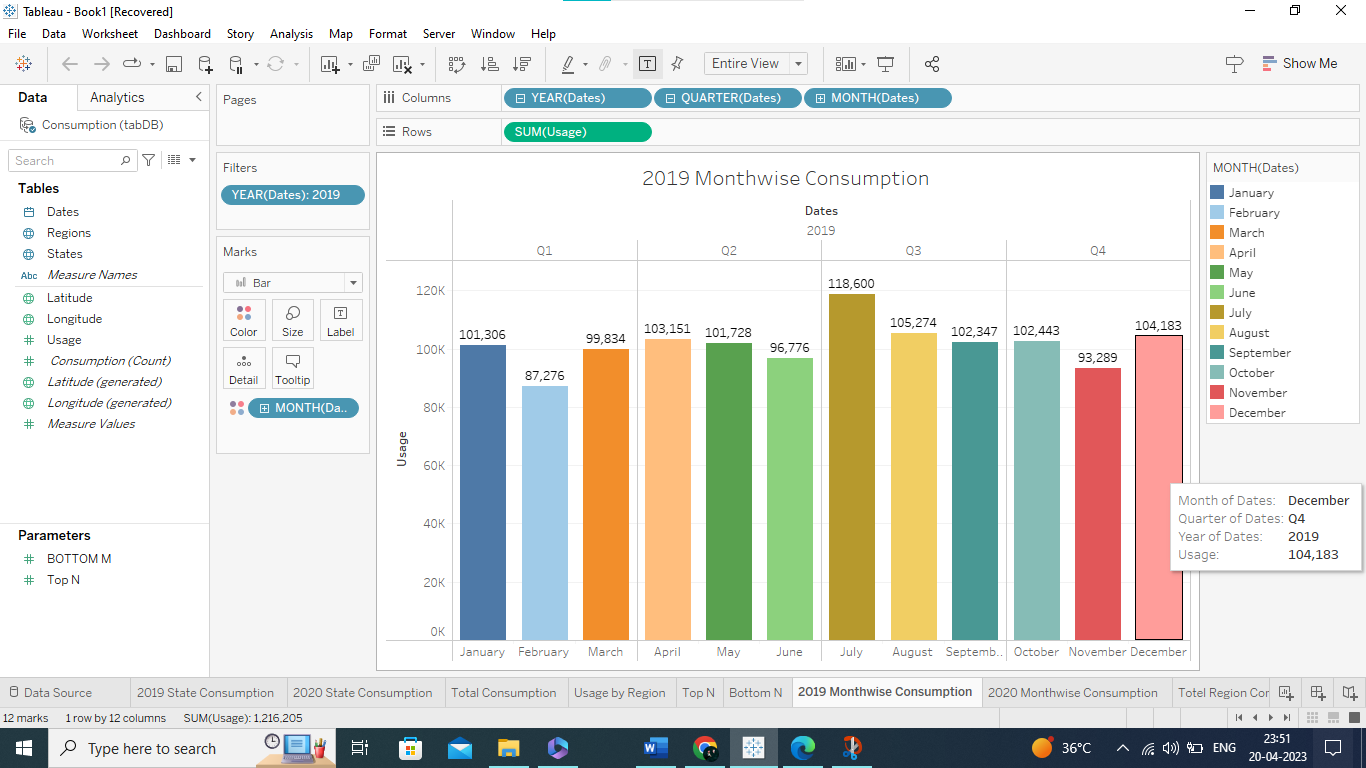 Tableau - Book1 [Recovered]
File Data Worksheet Dashboard Story Analysis Map Format Server Window Help
Entire View
Show Me
Data Analytics
Consumption (tabDB)
Search
Tables
Dates
Regions
States
Abc Measure Names
Latitude
Longitude
Usage
Consumption (Count)
Latitude (generated)
Longitude (generated)
Measure Values
Parameters
BOTTOM M
Top N
Pages
Filters
YEAR(Dates): 2019
Marks
Bar
Color Size Label
Detail Tooltip
MONTH(Da..
Columns YEAR(Dates) QUARTER(Dates) MONTH(Dates)
Rows SUM(Usage)
2019 Monthwise Consumption
Dates
2019
Q1 Q2 Q3 Q4
120K
100K
80K
60K
40K
20K
0K
Usage
101,306 87,276 99,834 103,151 101,728 96,776 118,600 105,274 102,347 102,443 93,289 104,183
January February March April May June July August Septemb.. October November December
MONTH(Dates)
January
February
March
April
May
June
July
August
September
October
November
December
Month of Dates: December
Quarter of Dates: Q4
Year of Dates: 2019
Usage: 104,183
Data Source 2019 State Consumption 2020 State Consumption Total Consumption Usage by Region Top N Bottom N 2019 Monthwise Consumption 2020 Monthwise Consumption Totel Region Cor
12 marks 1 row by 12 columns SUM(Usage): 1,216,205
Type here to search
36°C
ENG
23:51
20-04-2023